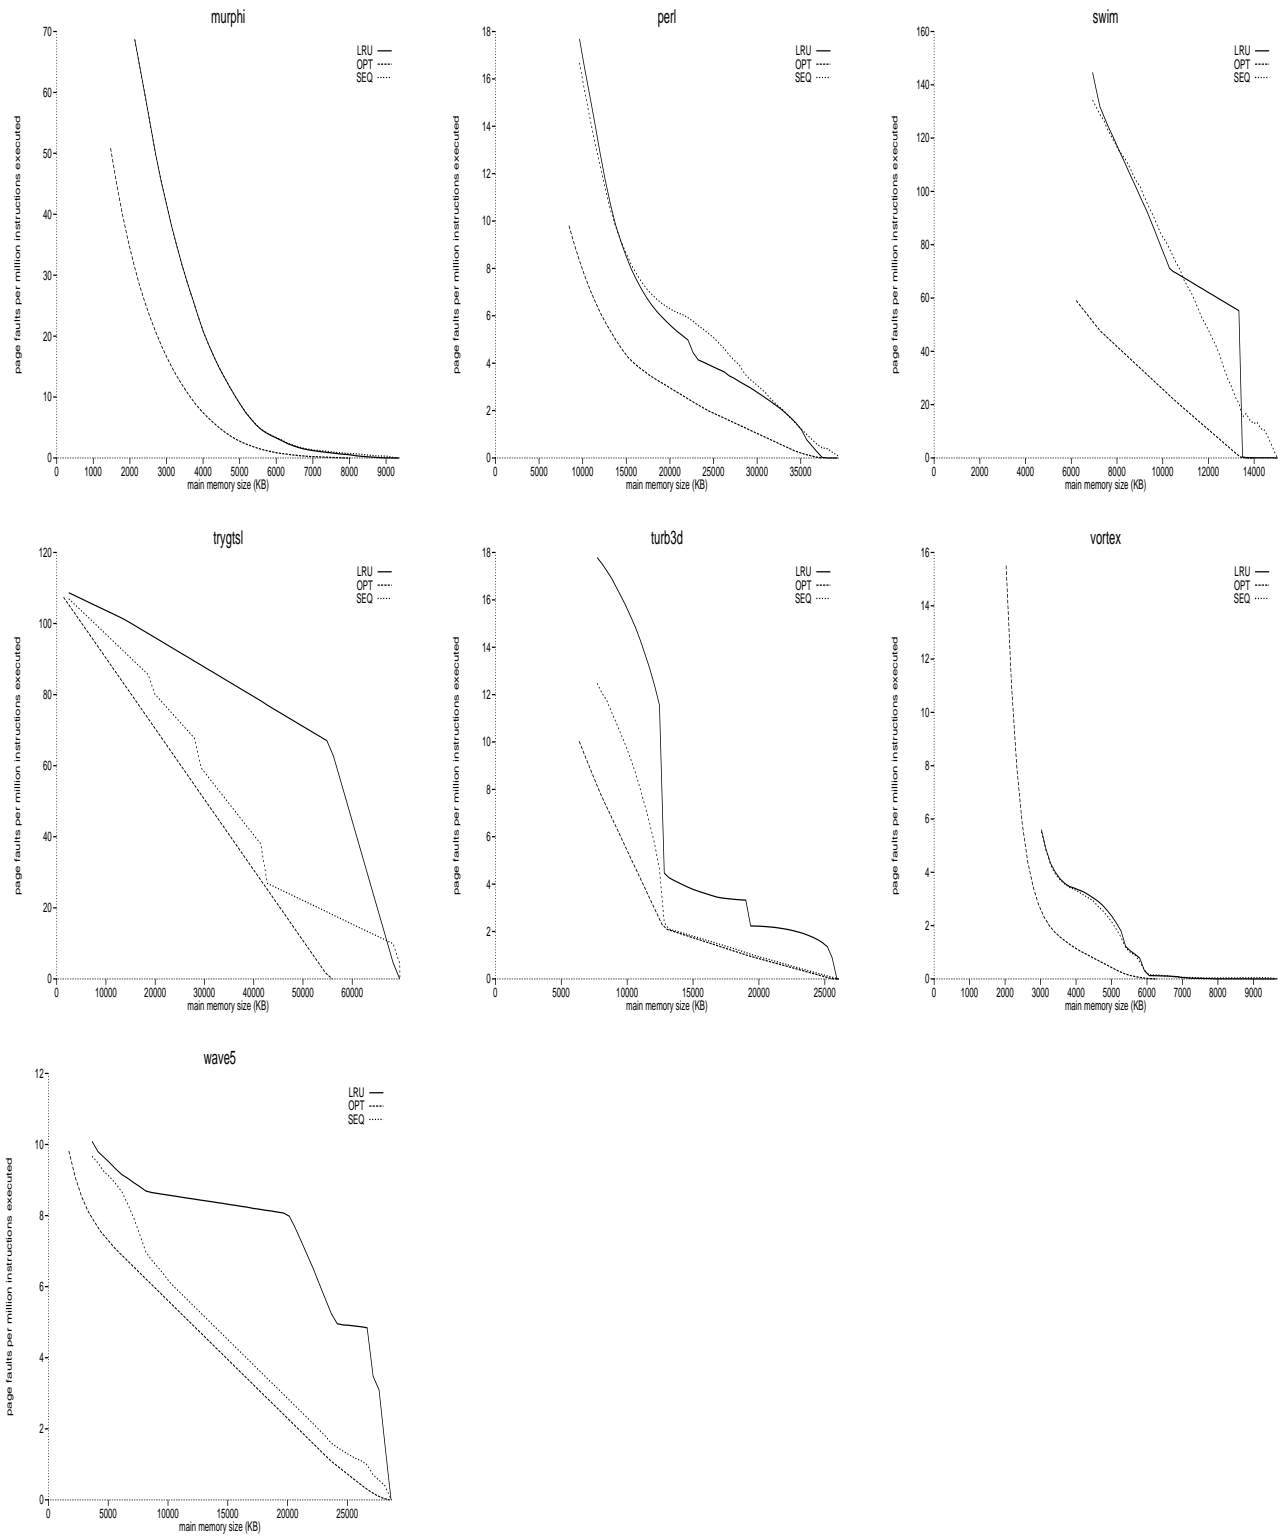 murphi
page faults per million instructions executed
70
60
50
40
30
20
10
0
LRU
OPT
SEQ
0 1000 2000 3000 4000 5000 6000 7000 8000 9000
main memory size (KB)
perl
page faults per million instructions executed
18
16
14
12
10
8
6
4
2
0
LRU
OPT
SEQ
0 5000 10000 15000 20000 25000 30000 35000
main memory size (KB)
swim
page faults per million instructions executed
160
140
120
100
80
60
40
20
0
LRU
OPT
SEQ
0 2000 4000 6000 8000 10000 12000 14000
main memory size (KB)
trygtsl
page faults per million instructions executed
120
100
80
60
40
20
0
LRU
OPT
SEQ
0 10000 20000 30000 40000 50000 60000
main memory size (KB)
turb3d
page faults per million instructions executed
18
16
14
12
10
8
6
4
2
0
LRU
OPT
SEQ
0 5000 10000 15000 20000 25000
main memory size (KB)
vortex
page faults per million instructions executed
16
14
12
10
8
6
4
2
0
LRU
OPT
SEQ
0 1000 2000 3000 4000 5000 6000 7000 8000 9000
main memory size (KB)
wave5
page faults per million instructions executed
12
10
8
6
4
2
0
LRU
OPT
SEQ
0 5000 10000 15000 20000 25000
main memory size (KB)